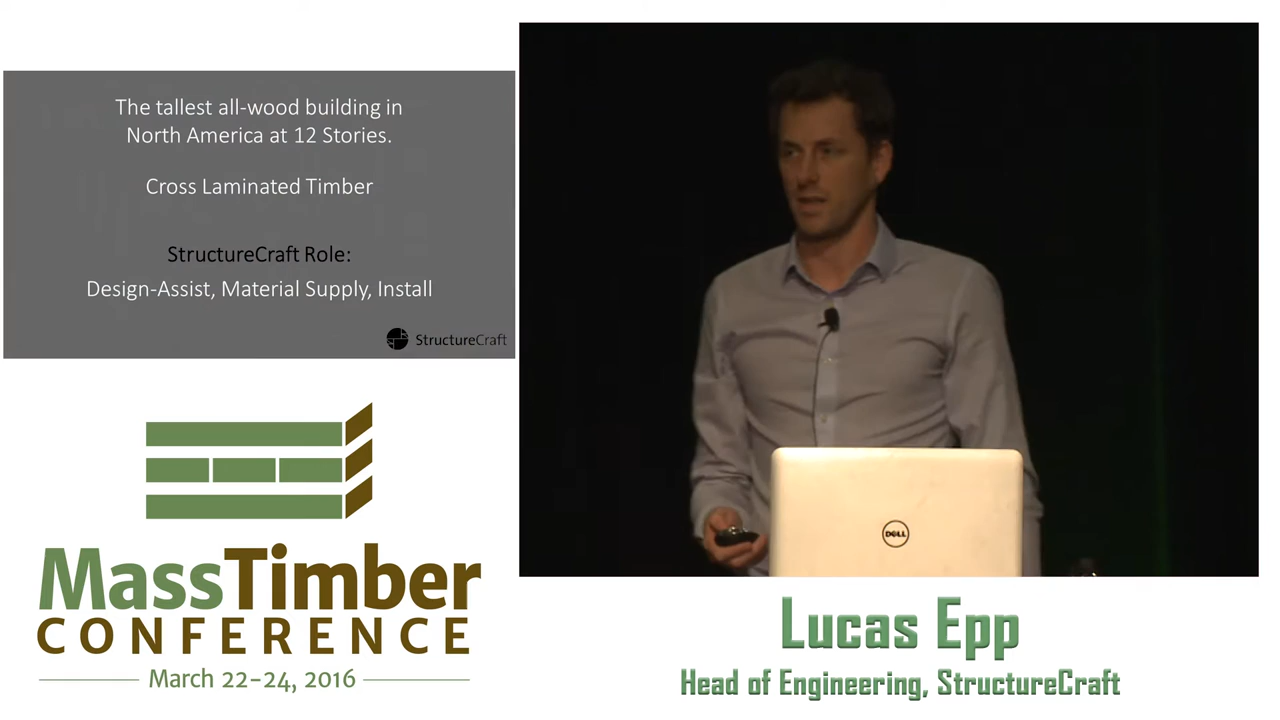 The tallest all-wood building in
North America at 12 Stories.
Cross Laminated Timber
StructureCraft Role:
Design-Assist, Material Supply, Install
StructureCraft
MassTimber
CONFERENCE
March 22-24, 2016
DELL
Lucas Epp
Head of Engineering, StructureCraft